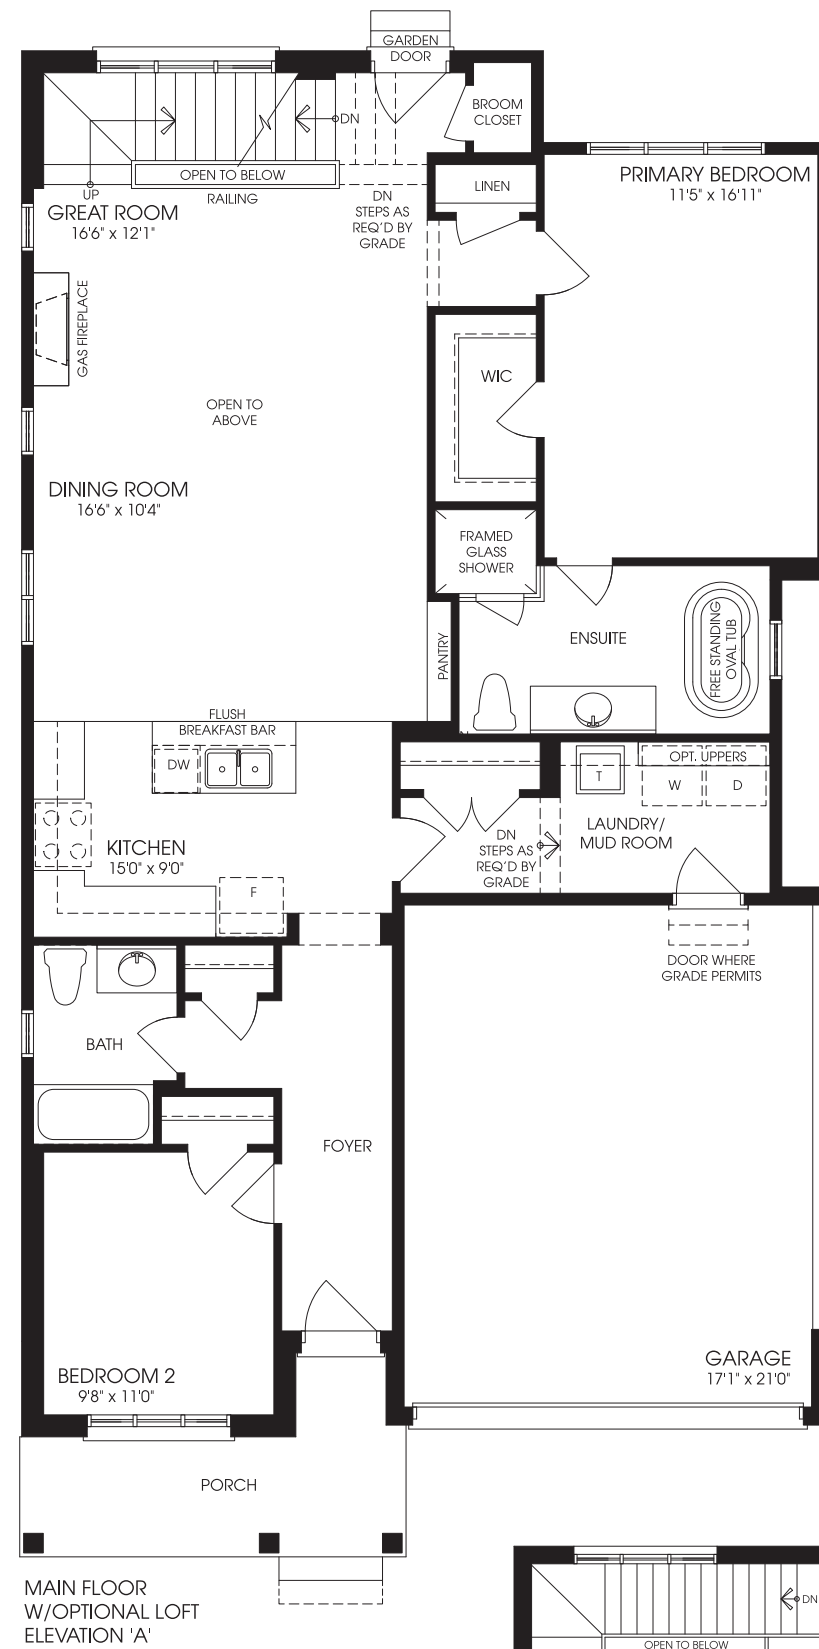 GARDEN
DOOR
BROOM
CLOSET
DN
OPEN TO BELOW
RAILING
UP
GREAT ROOM
16'6" x 12'1"
DN
STEPS AS
REQ'D BY
GRADE
LINEN
PRIMARY BEDROOM
11'5" x 16'11"
GAS FIREPLACE
WIC
OPEN TO
ABOVE
DINING ROOM
16'6" x 10'4"
FRAMED
GLASS
SHOWER
ENSUITE
FREE STANDING
OVAL TUB
PANTRY
FLUSH
BREAKFAST BAR
DW
KITCHEN
15'0" x 9'0"
F
T
OPT. UPPERS
W
D
LAUNDRY/
MUD ROOM
DN
STEPS AS
REQ'D BY
GRADE
DOOR WHERE
GRADE PERMITS
BATH
FOYER
BEDROOM 2
9'8" x 11'0"
GARAGE
17'1" x 21'0"
PORCH
MAIN FLOOR
W/OPTIONAL LOFT
ELEVATION 'A'
DN
OPEN TO BELOW